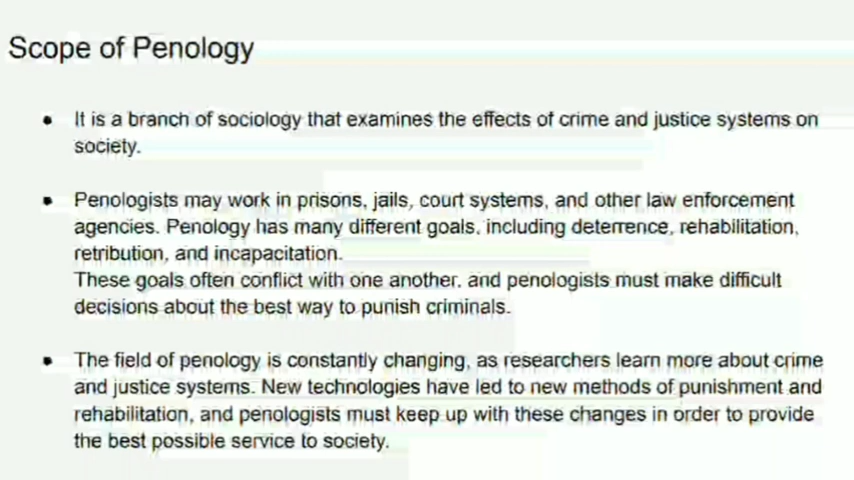 Scope of Penology
● It is a branch of sociology that examines the effects of crime and justice systems on
society.
● Penologists may work in prisons, jails, court systems, and other law enforcement
agencies. Penology has many different goals, including deterrence, rehabilitation,
retribution, and incapacitation.
These goals often conflict with one another, and penologists must make difficult
decisions about the best way to punish criminals.
● The field of penology is constantly changing, as researchers learn more about crime
and justice systems. New technologies have led to new methods of punishment and
rehabilitation, and penologists must keep up with these changes in order to provide
the best possible service to society.